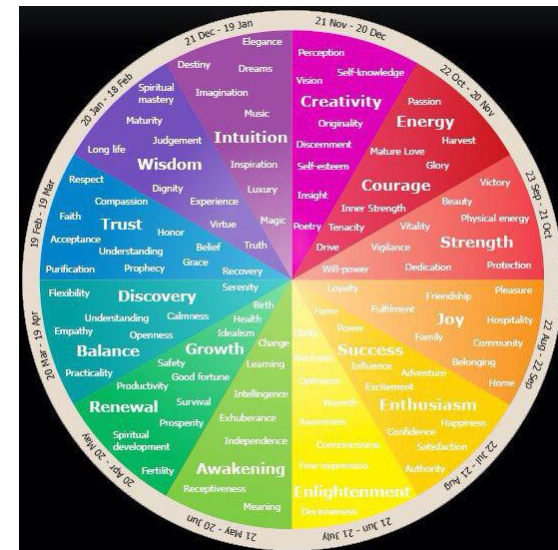 21 Nov - 20 Dec
Perception
Vision
Self-knowledge
Creativity
Originality
Discernment
Self-esteem
Insight
Poetry
22 Oct - 20 Nov
Passion
Energy
Harvest
Mature Love
Glory
Courage
Inner Strength
Tenacity
Drive
23 Sep - 21 Oct
Victory
Beauty
Physical energy
Vitality
Strength
Vigilance
Will-power
Dedication
Protection
22 Aug - 22 Sep
Loyalty
Pleasure
Friendship
Fulfilment
Joy
Hospitality
Family
Community
Belonging
Home
22 Jul - 21 Aug
Fame
Power
Success
Influence
Adventure
Excitement
Enthusiasm
Happiness
Confidence
Satisfaction
Authority
21 Jun - 21 July
Clarity
Optimism
Warmth
Awareness
Consciousness
Free expression
Enlightenment
Decisiveness
21 May - 20 Jun
Change
Learning
Intellingence
Exhuberance
Independence
Awakening
Receptiveness
Meaning
20 Apr - 20 May
Birth
Health
Idealism
Growth
Safety
Good fortune
Productivity
Renewal
Survival
Prosperity
Spiritual
development
Fertility
20 Mar - 19 Apr
Serenity
Flexibility
Discovery
Understanding
Calmness
Empathy
Openness
Balance
Practicality
19 Feb - 19 Mar
Respect
Compassion
Faith
Trust
Honor
Acceptance
Understanding
Belief
Grace
Purification
Prophecy
Recovery
20 Jan - 18 Feb
Spiritual
mastery
Maturity
Judgement
Long life
Wisdom
Dignity
Experience
Virtue
Truth
21 Dec - 19 Jan
Elegance
Destiny
Dreams
Imagination
Music
Intuition
Inspiration
Luxury
Magic